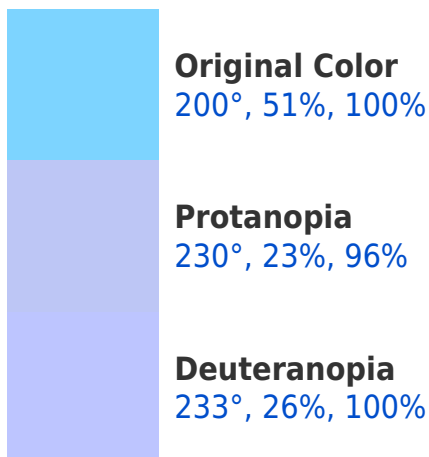 Original Color
200°, 51%, 100%
Protanopia
230°, 23%, 96%
Deuteranopia
233°, 26%, 100%